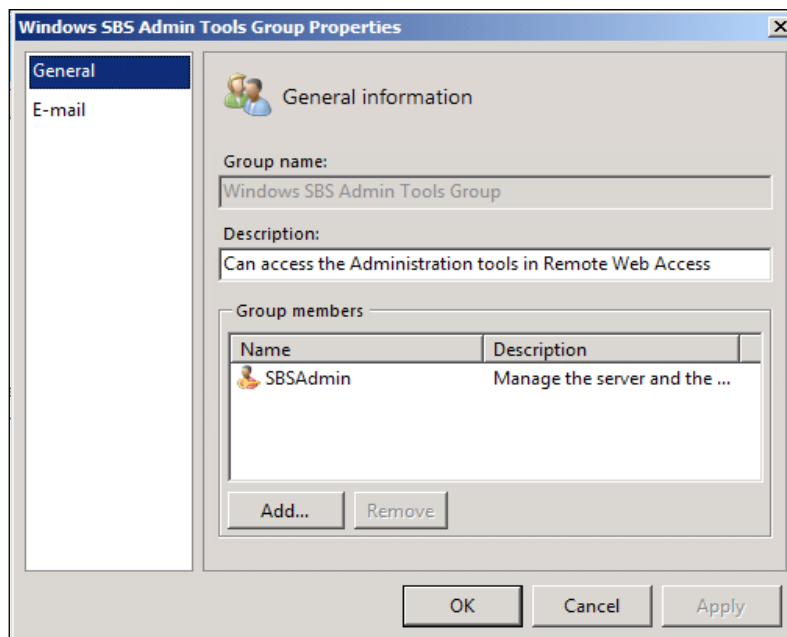 Windows SBS Admin Tools Group Properties
General
E-mail
General information
Group name:
Windows SBS Admin Tools Group
Description:
Can access the Administration tools in Remote Web Access
Group members
Name Description
SBSAdmin Manage the server and the ...
Add... Remove
OK Cancel Apply